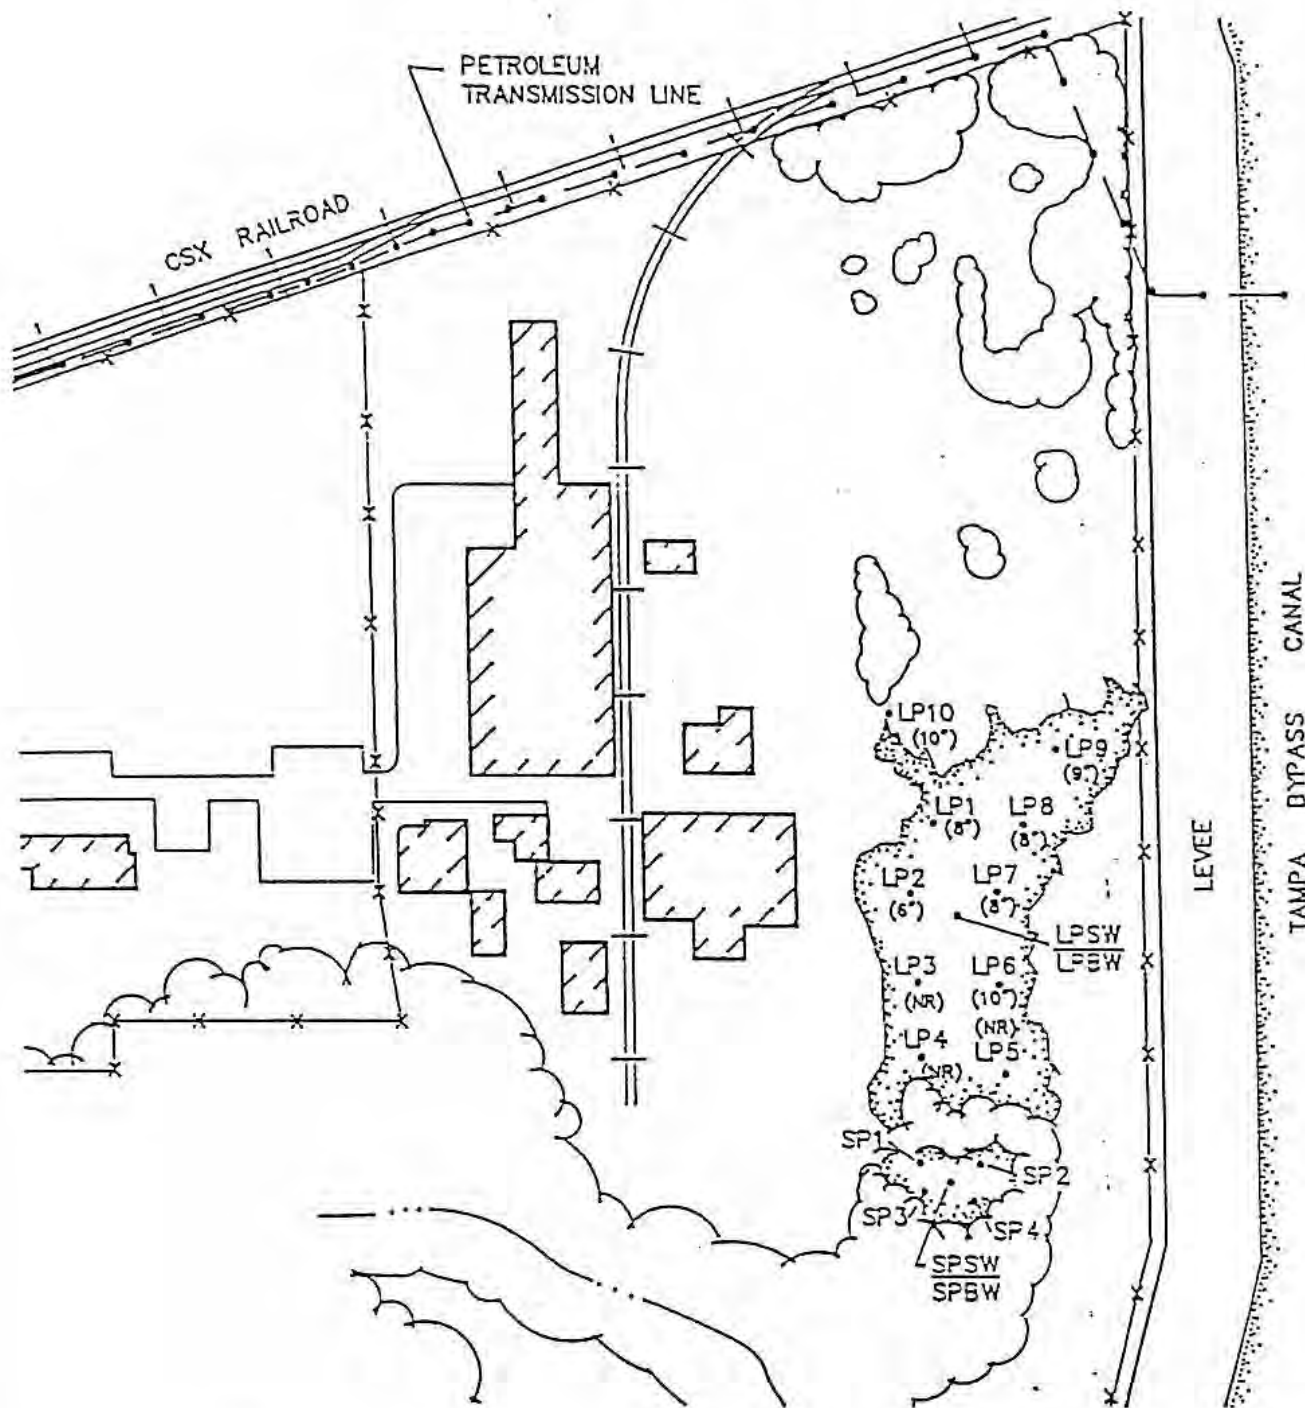 PETROLEUM
TRANSMISSION LINE
CSX RAILROAD
LP10
(10")
LP9
(9")
LP1
(8")
LP8
(8")
LP2
(6")
LP7
(8")
LPSW
LPBW
LP3
(NR)
LP6
(10")
(NR)
LP4
(NR)
LP5
SP1
SP2
SP3
SP4
SPSW
SPBW
LEVEE
TAMPA BYPASS CANAL